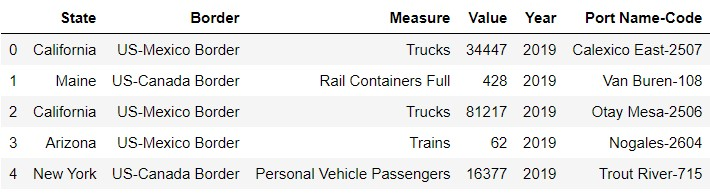 State Border Measure Value Year Port Name-Code
0 California US-Mexico Border Trucks 34447 2019 Calexico East-2507
1 Maine US-Canada Border Rail Containers Full 428 2019 Van Buren-108
2 California US-Mexico Border Trucks 81217 2019 Otay Mesa-2506
3 Arizona US-Mexico Border Trains 62 2019 Nogales-2604
4 New York US-Canada Border Personal Vehicle Passengers 16377 2019 Trout River-715